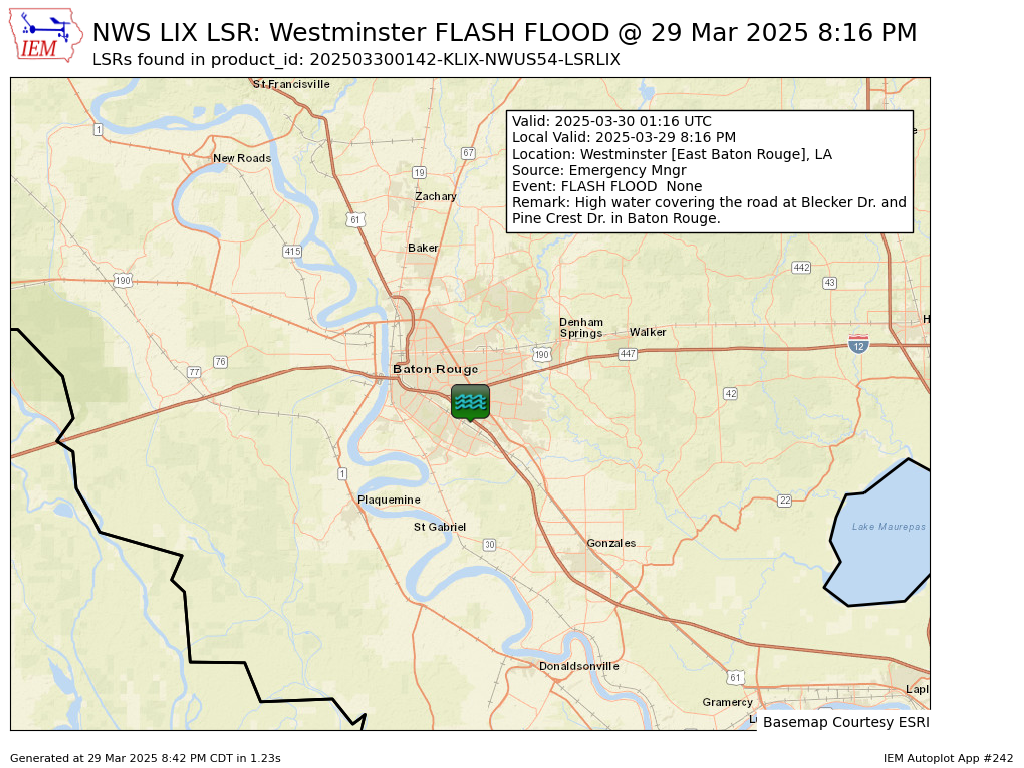 IEM
NWS LIX LSR: Westminster FLASH FLOOD @ 29 Mar 2025 8:16 PM
LSRs found in product_id: 202503300142-KLIX-NWUS54-LSRLIX
Valid: 2025-03-30 01:16 UTC
Local Valid: 2025-03-29 8:16 PM
Location: Westminster [East Baton Rouge], LA
Source: Emergency Mngr
Event: FLASH FLOOD  None
Remark: High water covering the road at Blecker Dr. and
Pine Crest Dr. in Baton Rouge.
St Francisville
1
New Roads
67
19
Zachary
61
Baker
415
190
442
43
Denham
Springs
Walker
12
447
190
76
77
Baton Rouge
42
1
Plaquemine
22
St Gabriel
Lake Maurepas
30
Gonzales
Donaldsonville
61
Gramercy
Basemap Courtesy ESRI
Generated at 29 Mar 2025 8:42 PM CDT in 1.23s
IEM Autoplot App #242